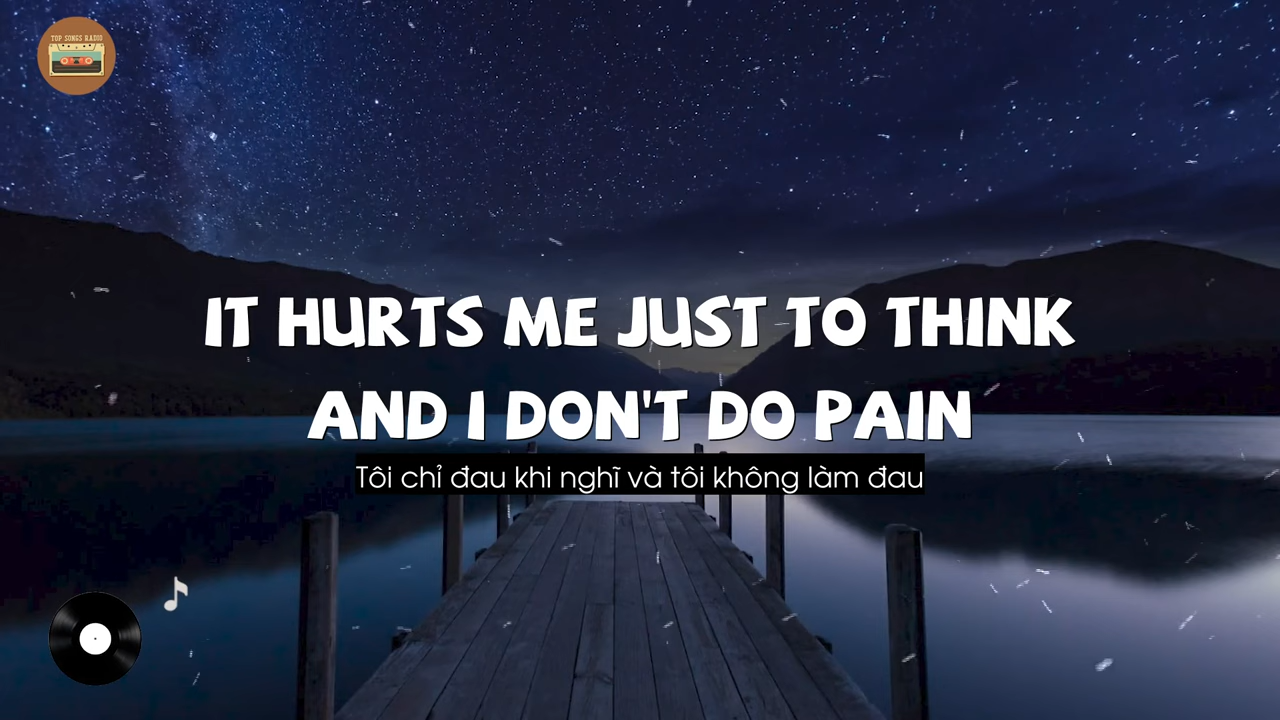 TOP SONGS RADIO
IT HURTS ME JUST TO THINK
AND I DON'T DO PAIN
Tôi chỉ đau khi nghĩ và tôi không làm đau